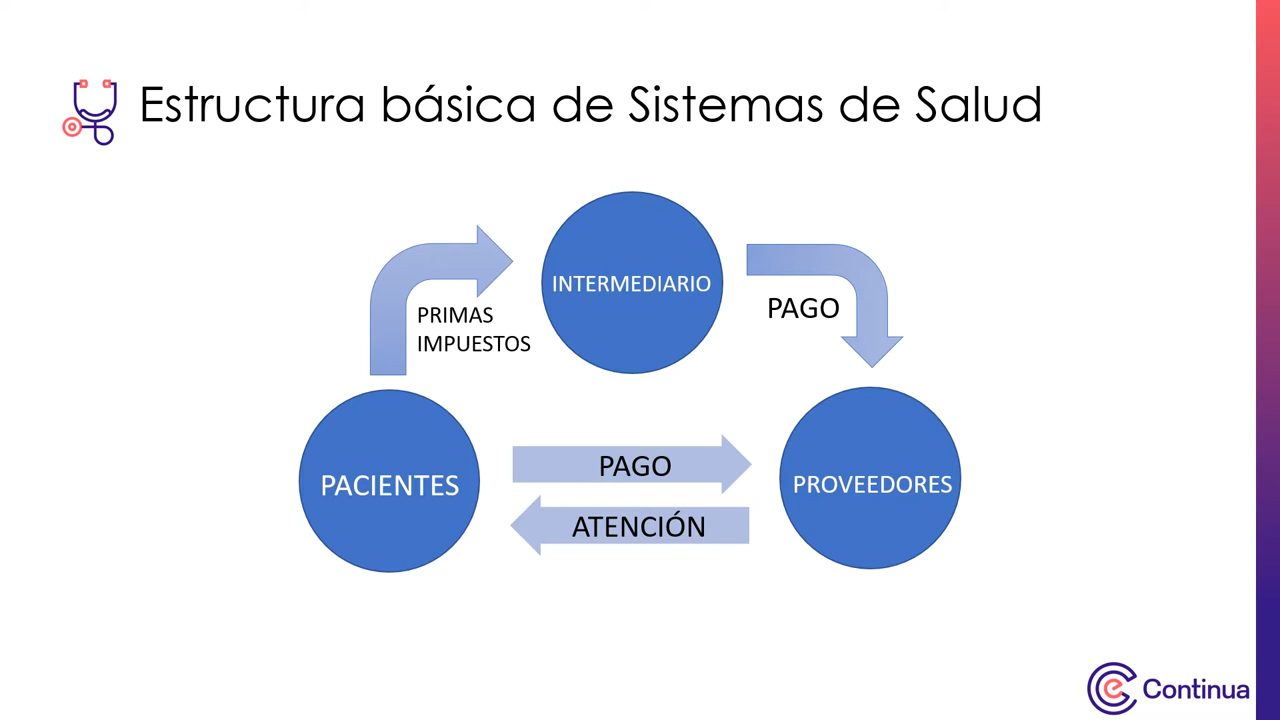 Estructura básica de Sistemas de Salud
INTERMEDIARIO
PAGO
PRIMAS
IMPUESTOS
PAGO
PACIENTES
PROVEEDORES
ATENCIÓN
e Continua